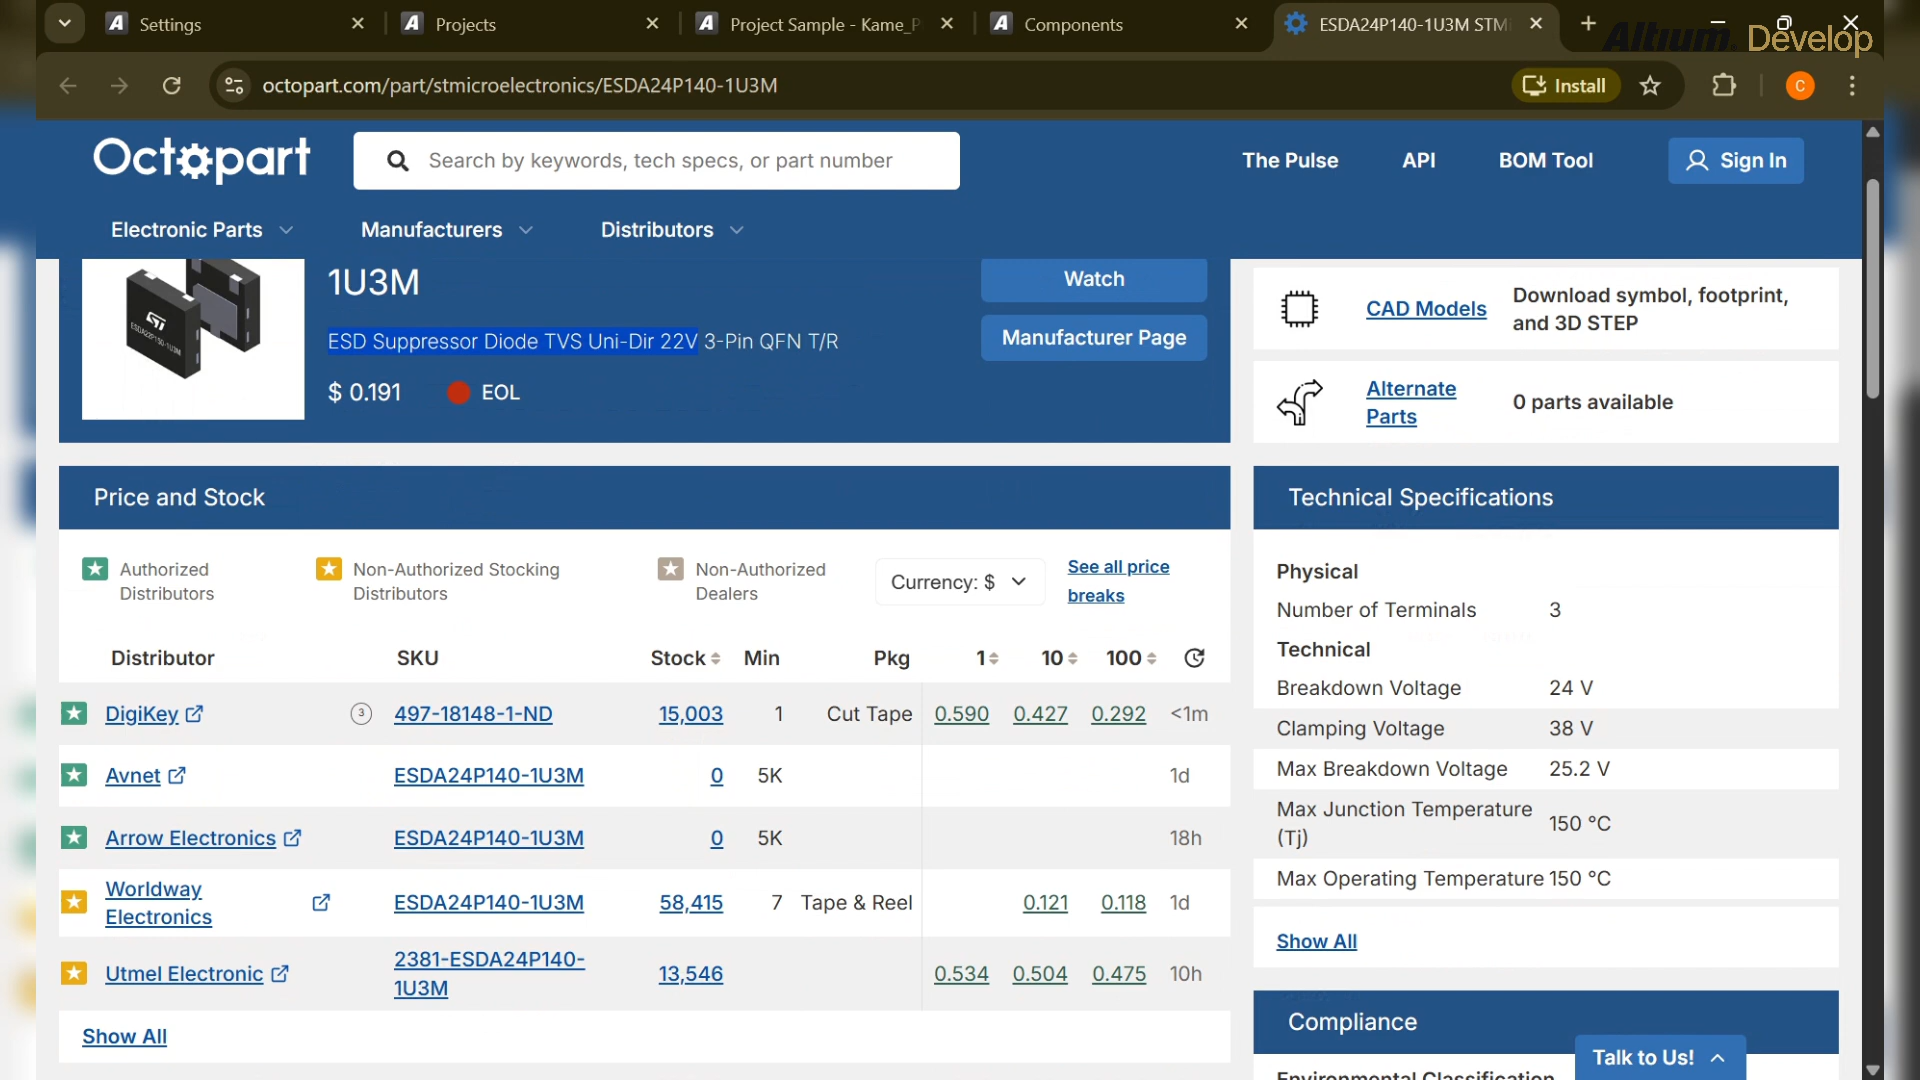 Settings
Projects
Project Sample - Kame_P
Components
ESDA24P140-1U3M STMi
Altium Develop
octopart.com/part/stmicroelectronics/ESDA24P140-1U3M
Install
C
Octopart
Search by keywords, tech specs, or part number
The Pulse
API
BOM Tool
Sign In
Electronic Parts
Manufacturers
Distributors
1U3M
ESD Suppressor Diode TVS Uni-Dir 22V 3-Pin QFN T/R
$ 0.191
EOL
Watch
Manufacturer Page
CAD Models
Download symbol, footprint,
and 3D STEP
Alternate
Parts
0 parts available
Price and Stock
Authorized
Distributors
Non-Authorized Stocking
Distributors
Non-Authorized
Dealers
Currency: $
See all price
breaks
Distributor SKU Stock Min Pkg 1 10 100
DigiKey 3 497-18148-1-ND 15,003 1 Cut Tape 0.590 0.427 0.292 <1m
Avnet ESDA24P140-1U3M 0 5K 1d
Arrow Electronics ESDA24P140-1U3M 0 5K 18h
Worldway
Electronics
ESDA24P140-1U3M 58,415 7 Tape & Reel 0.121 0.118 1d
Utmel Electronic
2381-ESDA24P140-
1U3M
13,546 0.534 0.504 0.475 10h
Show All
Technical Specifications
Physical
Number of Terminals 3
Technical
Breakdown Voltage 24 V
Clamping Voltage 38 V
Max Breakdown Voltage 25.2 V
Max Junction Temperature
(Tj)
150 °C
Max Operating Temperature 150 °C
Show All
Compliance
Environmental Classification
Talk to Us!